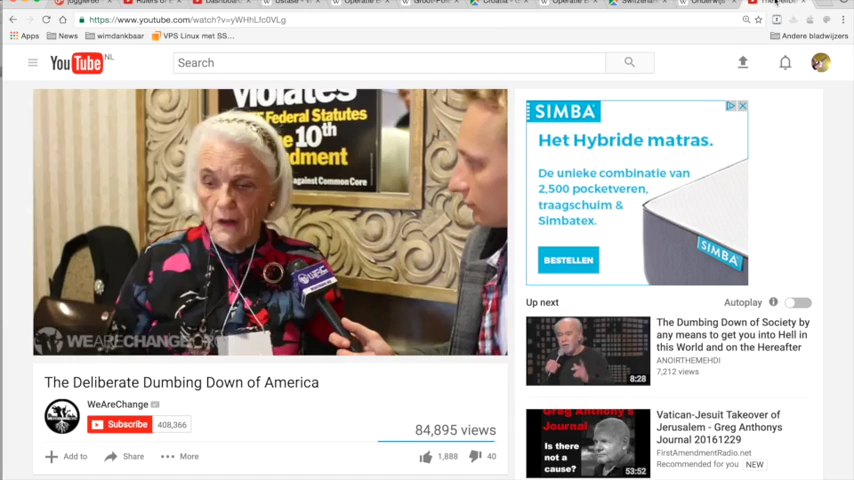 https://www.youtube.com/watch?v=yWHhLfc0VLg
Apps
News
wimdankbaar
VPS Linux met SS...
Andere bladwijzers
YouTube NL
Search
violates
Federal Statutes
10th
against Common Core
WEARECHANGE
SIMBA
Het Hybride matras.
De unieke combinatie van
2,500 pocketveren,
traagschuim &
Simbatex.
BESTELLEN
SIMBA
Up next
Autoplay
The Dumbing Down of Society by
any means to get you into Hell in
this World and on the Hereafter
ANOIRTHEMEHDI
7,212 views
8:28
The Deliberate Dumbing Down of America
WeAreChange
Subscribe 408,366
84,895 views
Add to
Share
More
1,888
40
Greg Anthony's
Journal
Is there
not a
cause?
53:52
Vatican-Jesuit Takeover of
Jerusalem - Greg Anthonys
Journal 20161229
FirstAmendmentRadio.net
Recommended for you NEW